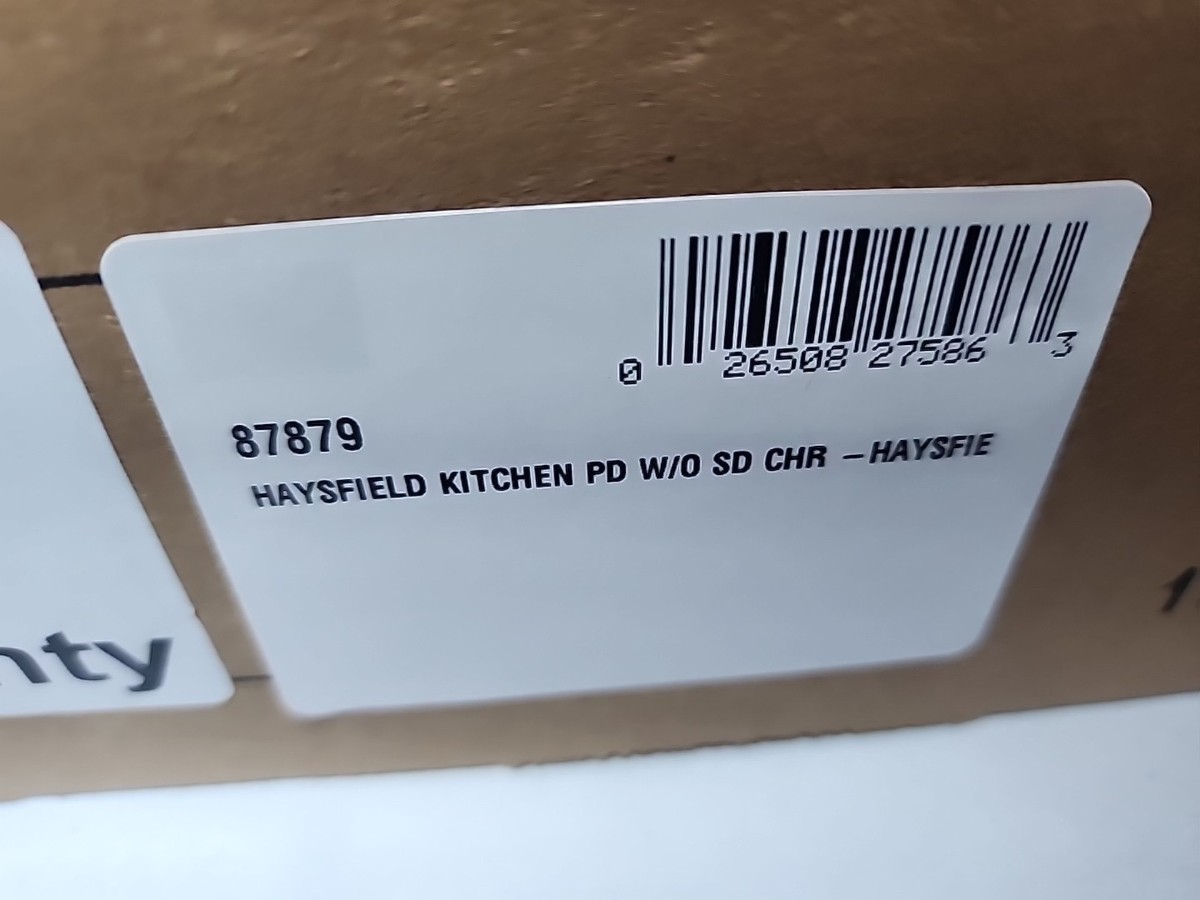 0 26508 27586 3
87879
HAYSFIELD KITCHEN PD W/O SD CHR –HAYSFIE
nty